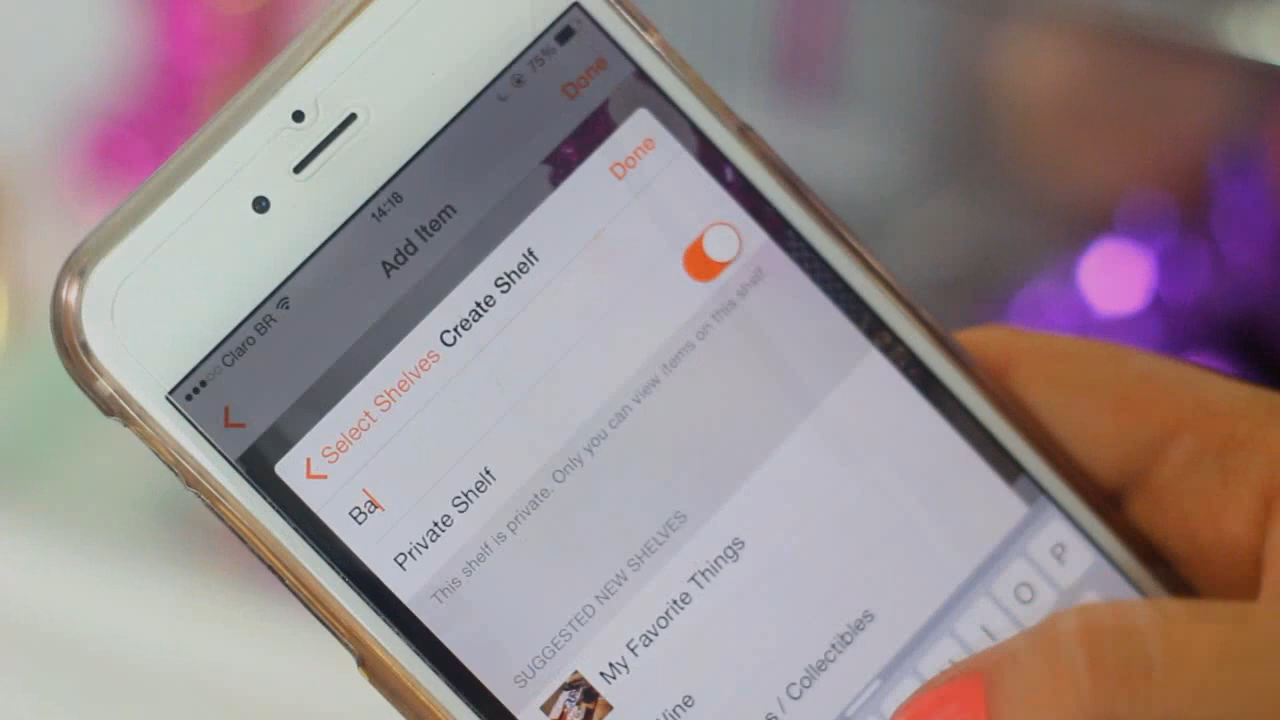 Claro BR 14:18 75%
Add Item Done
Select Shelves Create Shelf Done
Ba
Private Shelf
This shelf is private. Only you can view items on this shelf
SUGGESTED NEW SHELVES
My Favorite Things
/ Collectibles
I O P